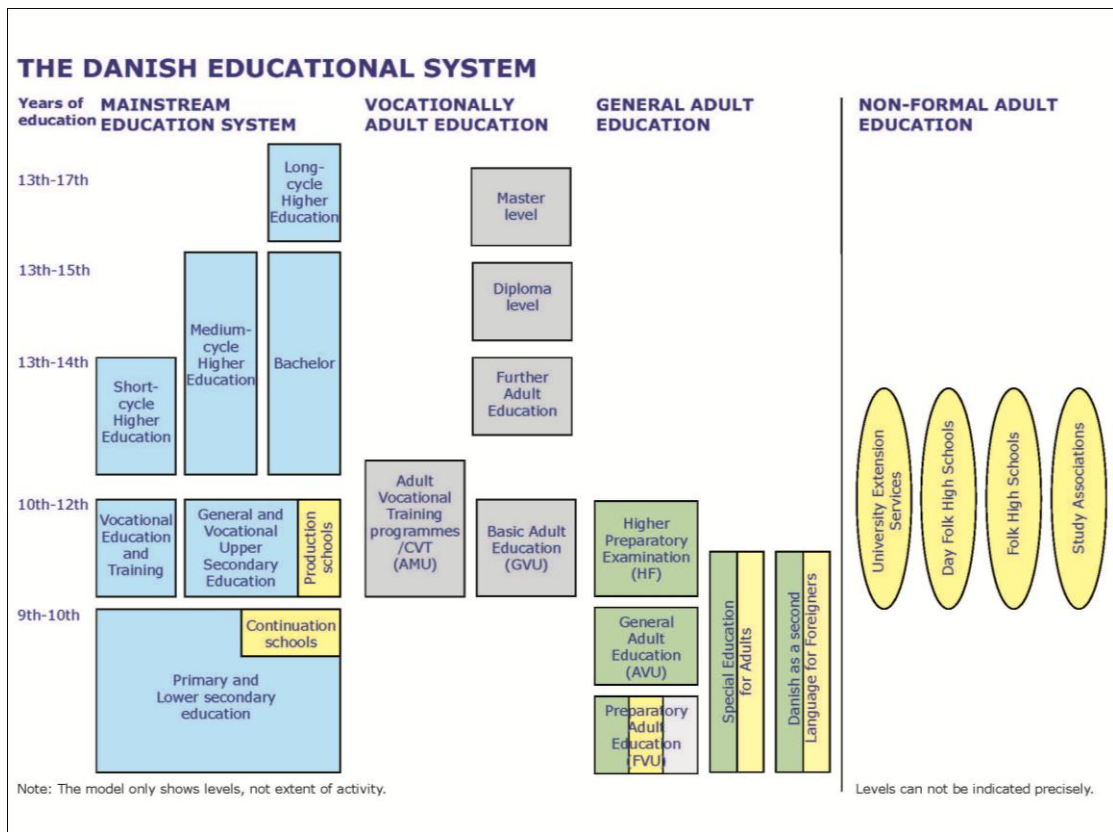 THE DANISH EDUCATIONAL SYSTEM
Years of
education
MAINSTREAM
EDUCATION SYSTEM
VOCATIONALLY
ADULT EDUCATION
GENERAL ADULT
EDUCATION
NON-FORMAL ADULT
EDUCATION
13th-17th
Long-
cycle
Higher
Education
Master
level
13th-15th
Medium-
cycle
Higher
Education
Bachelor
Diploma
level
13th-14th
Short-
cycle
Higher
Education
Further
Adult
Education
10th-12th
Vocational
Education
and
Training
General and
Vocational
Upper
Secondary
Education
Production
schools
Adult
Vocational
Training
programmes
/CVT
(AMU)
Basic Adult
Education
(GVU)
Higher
Preparatory
Examination
(HF)
9th-10th
Continuation
schools
Primary and
Lower secondary
education
General
Adult
Education
(AVU)
Preparatory
Adult
Education
(FVU)
Special Education
for Adults
Danish as a second
Language for Foreigners
University Extension
Services
Day Folk High Schools
Folk High Schools
Study Associations
Note: The model only shows levels, not extent of activity.
Levels can not be indicated precisely.